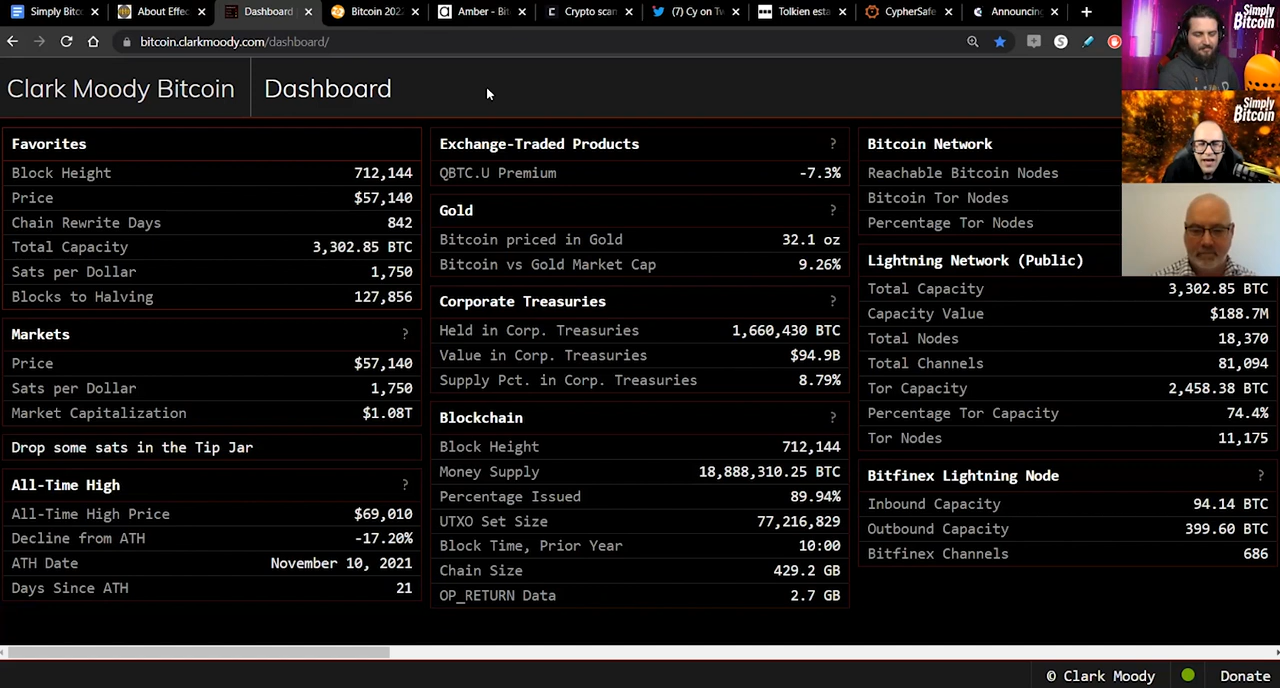 Simply Bitc
About Effec
Dashboard
Bitcoin 202
Amber - Bit
Crypto scan
(7) Cy on Tw
Tolkien esta
CypherSafe
Announcing
bitcoin.clarkmoody.com/dashboard/
Simply
Bitcoin
Simply
Bitcoin
Clark Moody Bitcoin
Dashboard
Favorites
Block Height 712,144
Price $57,140
Chain Rewrite Days 842
Total Capacity 3,302.85 BTC
Sats per Dollar 1,750
Blocks to Halving 127,856
Markets ?
Price $57,140
Sats per Dollar 1,750
Market Capitalization $1.08T
Drop some sats in the Tip Jar
All-Time High ?
All-Time High Price $69,010
Decline from ATH -17.20%
ATH Date November 10, 2021
Days Since ATH 21
Exchange-Traded Products ?
QBTC.U Premium -7.3%
Gold ?
Bitcoin priced in Gold 32.1 oz
Bitcoin vs Gold Market Cap 9.26%
Corporate Treasuries ?
Held in Corp. Treasuries 1,660,430 BTC
Value in Corp. Treasuries $94.9B
Supply Pct. in Corp. Treasuries 8.79%
Blockchain ?
Block Height 712,144
Money Supply 18,888,310.25 BTC
Percentage Issued 89.94%
UTXO Set Size 77,216,829
Block Time, Prior Year 10:00
Chain Size 429.2 GB
OP_RETURN Data 2.7 GB
Bitcoin Network
Reachable Bitcoin Nodes
Bitcoin Tor Nodes
Percentage Tor Nodes
Lightning Network (Public)
Total Capacity 3,302.85 BTC
Capacity Value $188.7M
Total Nodes 18,370
Total Channels 81,094
Tor Capacity 2,458.38 BTC
Percentage Tor Capacity 74.4%
Tor Nodes 11,175
Bitfinex Lightning Node ?
Inbound Capacity 94.14 BTC
Outbound Capacity 399.60 BTC
Bitfinex Channels 686
© Clark Moody
Donate